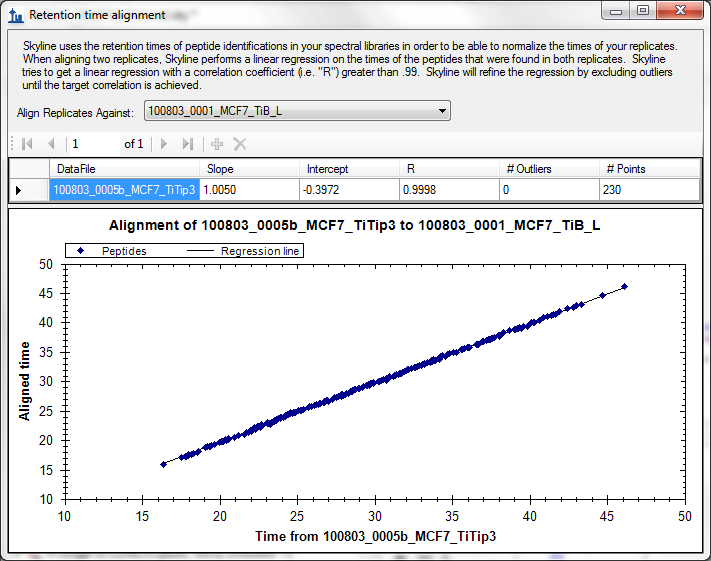 Retention time alignment
Skyline uses the retention times of peptide identifications in your spectral libraries in order to be able to normalize the times of your replicates.
When aligning two replicates, Skyline performs a linear regression on the times of the peptides that were found in both replicates.  Skyline
tries to get a linear regression with a correlation coefficient (i.e. "R") greater than .99.  Skyline will refine the regression by excluding outliers
until the target correlation is achieved.
Align Replicates Against: 100803_0001_MCF7_TiB_L
1 of 1
DataFile Slope Intercept R # Outliers # Points
100803_0005b_MCF7_TiTip3 1.0050 -0.3972 0.9998 0 230
Alignment of 100803_0005b_MCF7_TiTip3 to 100803_0001_MCF7_TiB_L
Peptides Regression line
50
45
40
35
30
25
20
15
10
Aligned time
10 15 20 25 30 35 40 45 50
Time from 100803_0005b_MCF7_TiTip3